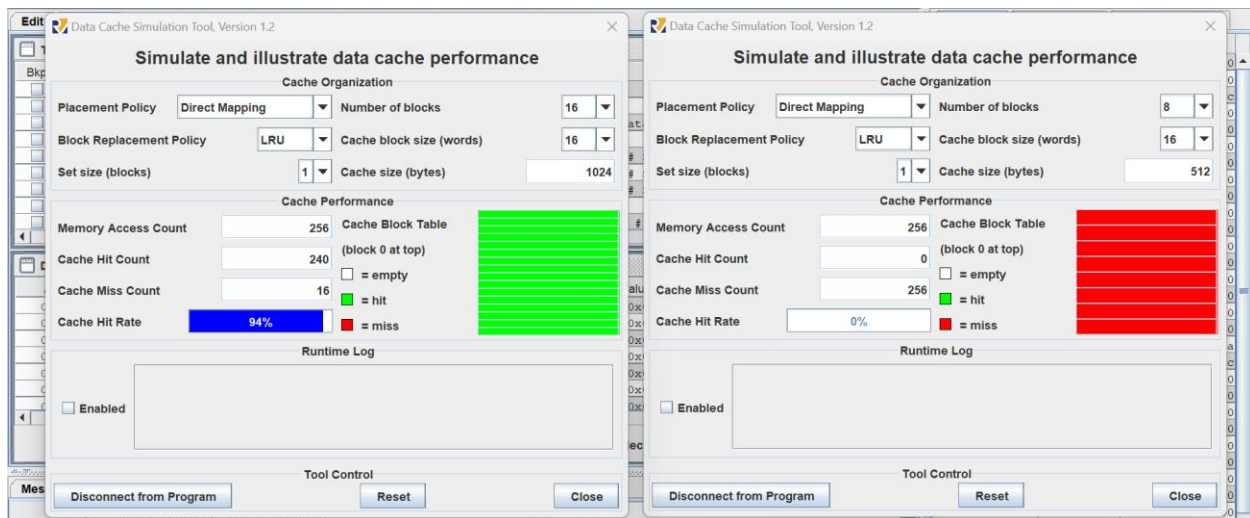 Edit
Data Cache Simulation Tool, Version 1.2
Simulate and illustrate data cache performance
Cache Organization
Placement Policy Direct Mapping Number of blocks 16
Block Replacement Policy LRU Cache block size (words) 16
Set size (blocks) 1 Cache size (bytes) 1024
Cache Performance
Memory Access Count 256 Cache Block Table
(block 0 at top)
Cache Hit Count 240
= empty
Cache Miss Count 16
= hit
Cache Hit Rate 94% = miss
Runtime Log
Enabled
Tool Control
Disconnect from Program Reset Close
Data Cache Simulation Tool, Version 1.2
Simulate and illustrate data cache performance
Cache Organization
Placement Policy Direct Mapping Number of blocks 8
Block Replacement Policy LRU Cache block size (words) 16
Set size (blocks) 1 Cache size (bytes) 512
Cache Performance
Memory Access Count 256 Cache Block Table
(block 0 at top)
Cache Hit Count 0
= empty
Cache Miss Count 256
= hit
Cache Hit Rate 0% = miss
Runtime Log
Enabled
Tool Control
Disconnect from Program Reset Close